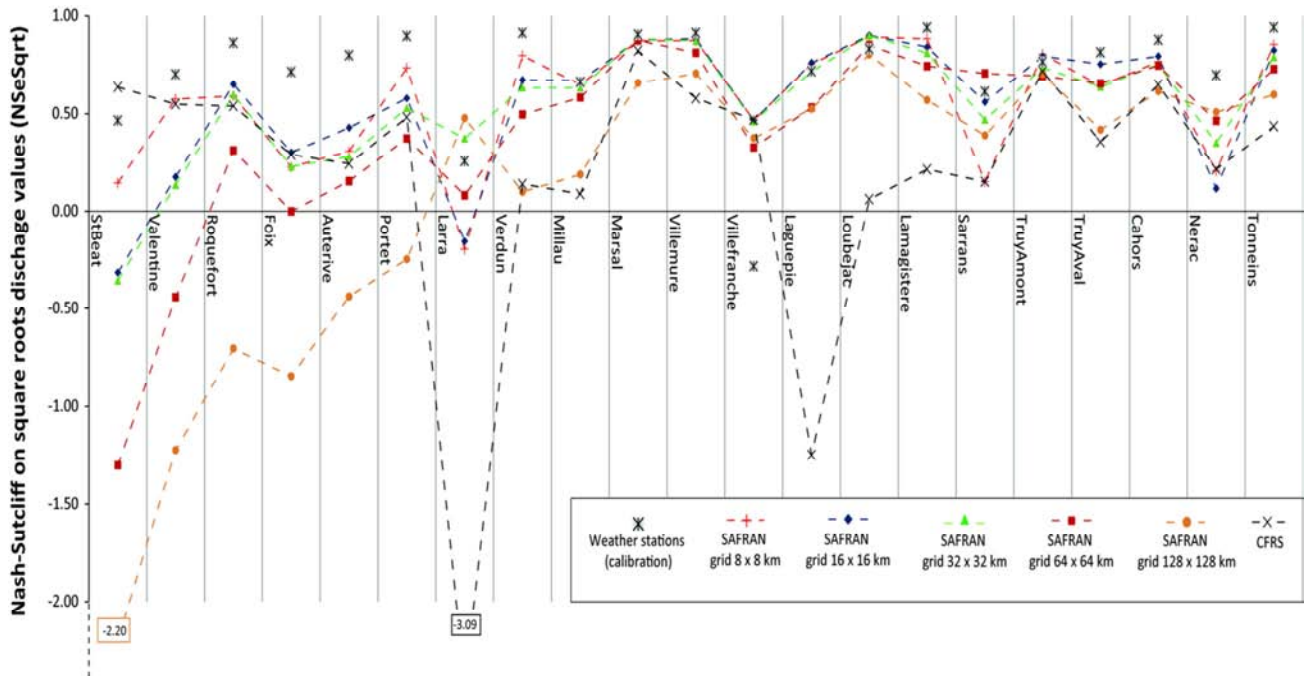 Nash-Sutcliff on square roots dischage values (NSeSqrt)
1.00
0.50
0.00
-0.50
-1.00
-1.50
-2.00
StBeat
Valentine
Roquefort
Foix
Auterive
Portet
Larra
Verdun
Millau
Marsal
Villemure
Villefranche
Laguepie
Loubejac
Lamagistere
Sarrans
TruyAmont
TruyAval
Cahors
Nerac
Tonneins
-2.20
-3.09
Weather stations
(calibration)
SAFRAN
grid 8 x 8 km
SAFRAN
grid 16 x 16 km
SAFRAN
grid 32 x 32 km
SAFRAN
grid 64 x 64 km
SAFRAN
grid 128 x 128 km
CFRS